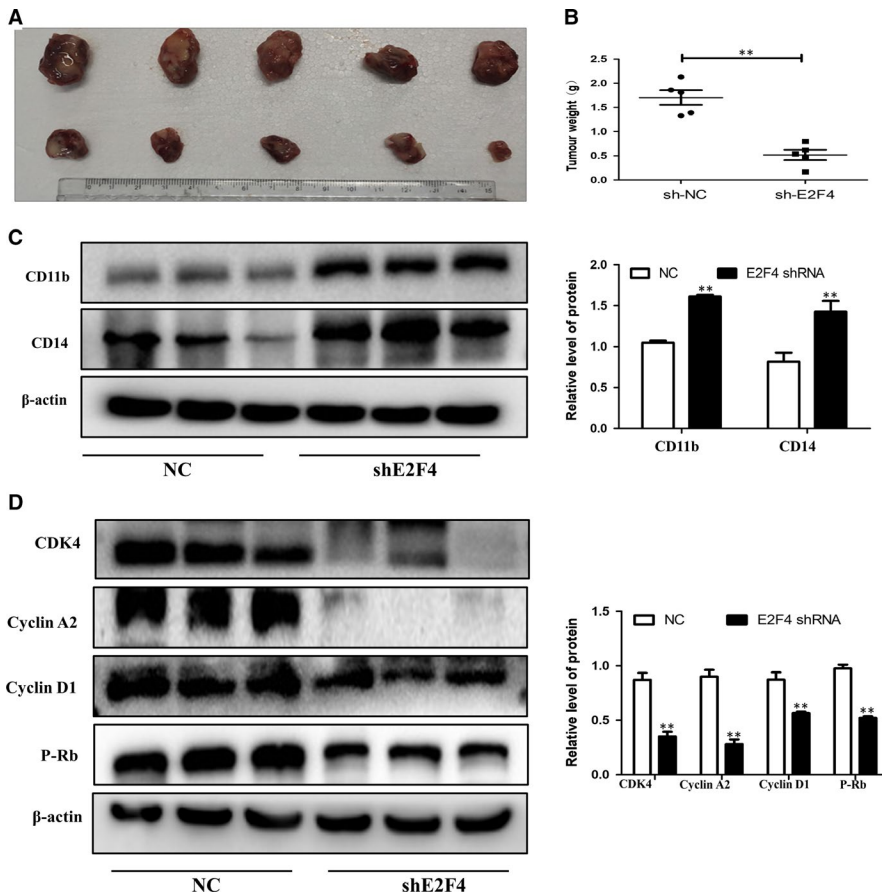 A
B
2.5
2.0
1.5
1.0
0.5
0.0
Tumour weight (g)
**
sh-NC
sh-E2F4
C
CD11b
CD14
β-actin
NC
shE2F4
2.0
1.5
1.0
0.5
0.0
Relative level of protein
NC
E2F4 shRNA
**
**
CD11b
CD14
D
CDK4
Cyclin A2
Cyclin D1
P-Rb
β-actin
NC
shE2F4
1.5
1.0
0.5
0.0
Relative level of protein
NC
E2F4 shRNA
**
**
**
**
CDK4
Cyclin A2
Cyclin D1
P-Rb